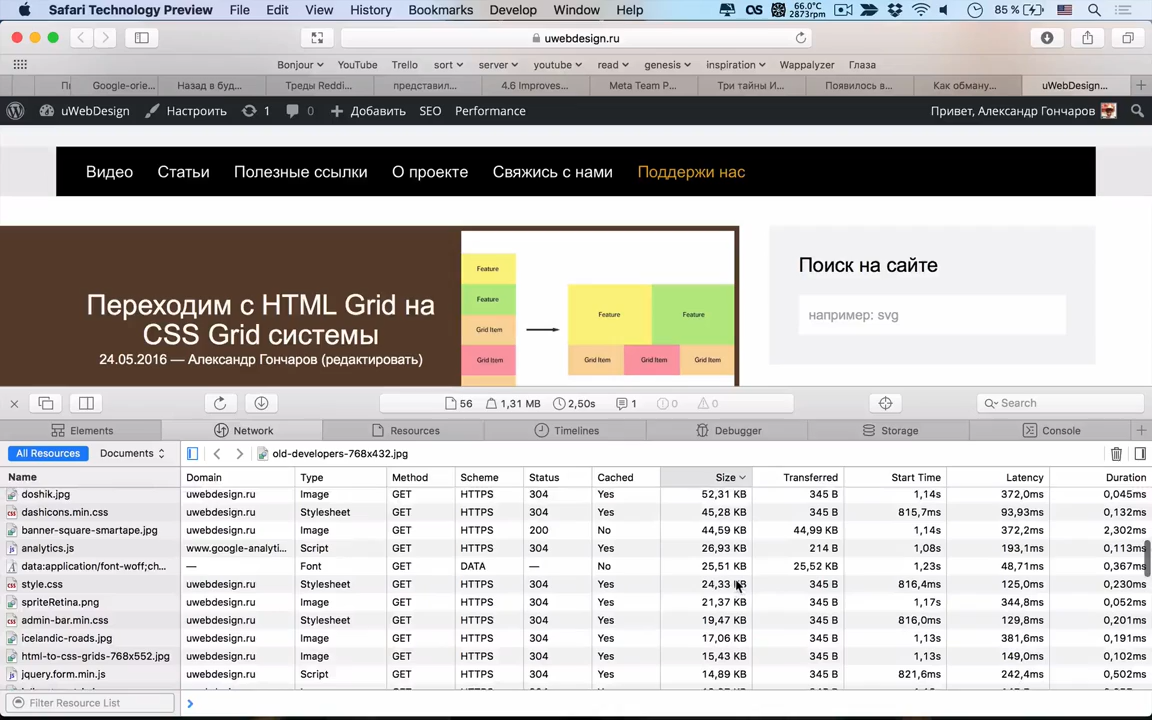 Safari Technology Preview File Edit View History Bookmarks Develop Window Help 66.0°C 2873rpm 85 %
uwebdesign.ru
Bonjour YouTube Trello sort server youtube read genesis inspiration Wappalyzer Глаза
Google-orie... Назад в буд... Треды Reddi... представил... 4.6 Improves... Meta Team P... Три тайны И... Появилось в... Как обману... uWebDesign...
uWebDesign Настроить 1 0 Добавить SEO Performance Привет, Александр Гончаров
Видео Статьи Полезные ссылки О проекте Свяжись с нами Поддержи нас
Переходим с HTML Grid на
CSS Grid системы
24.05.2016 — Александр Гончаров (редактировать)
Feature
Feature
Grid Item
Grid Item
Feature Feature
Grid Item Grid Item Grid Item
Поиск на сайте
например: svg
56 1,31 MB 2,50s 1 0 0 Search
Elements Network Resources Timelines Debugger Storage Console
All Resources Documents old-developers-768x432.jpg
Name Domain Type Method Scheme Status Cached Size Transferred Start Time Latency Duration
doshik.jpg uwebdesign.ru Image GET HTTPS 304 Yes 52,31 KB 345 B 1,14s 372,0ms 0,045ms
dashicons.min.css uwebdesign.ru Stylesheet GET HTTPS 304 Yes 45,28 KB 345 B 815,7ms 93,93ms 0,132ms
banner-square-smartape.jpg uwebdesign.ru Image GET HTTPS 200 No 44,59 KB 44,99 KB 1,14s 372,2ms 2,302ms
analytics.js www.google-analyti... Script GET HTTPS 304 Yes 26,93 KB 214 B 1,08s 193,1ms 0,113ms
data:application/font-woff;ch... — Font GET DATA — No 25,51 KB 25,52 KB 1,23s 48,71ms 0,367ms
style.css uwebdesign.ru Stylesheet GET HTTPS 304 Yes 24,33 KB 345 B 816,4ms 125,0ms 0,230ms
spriteRetina.png uwebdesign.ru Image GET HTTPS 304 Yes 21,37 KB 345 B 1,17s 344,8ms 0,052ms
admin-bar.min.css uwebdesign.ru Stylesheet GET HTTPS 304 Yes 19,47 KB 345 B 816,0ms 129,8ms 0,201ms
icelandic-roads.jpg uwebdesign.ru Image GET HTTPS 304 Yes 17,06 KB 345 B 1,13s 381,6ms 0,191ms
html-to-css-grids-768x552.jpg uwebdesign.ru Image GET HTTPS 304 Yes 15,43 KB 345 B 1,13s 149,0ms 0,102ms
jquery.form.min.js uwebdesign.ru Script GET HTTPS 304 Yes 14,89 KB 345 B 821,6ms 242,4ms 0,502ms
Filter Resource List